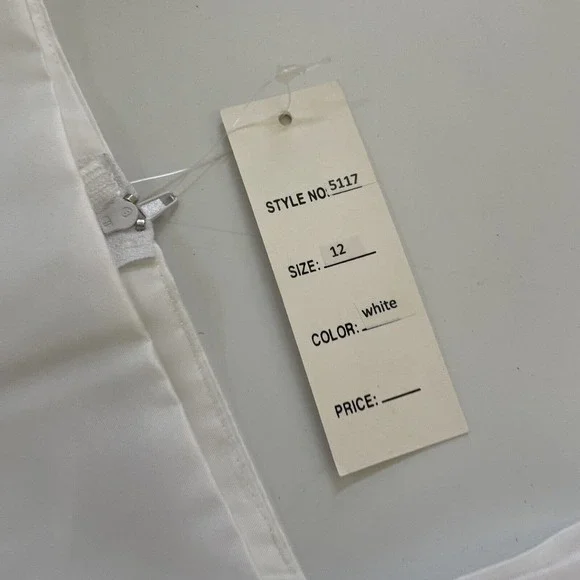 STYLE NO. 5117
SIZE: 12
COLOR: white
PRICE: